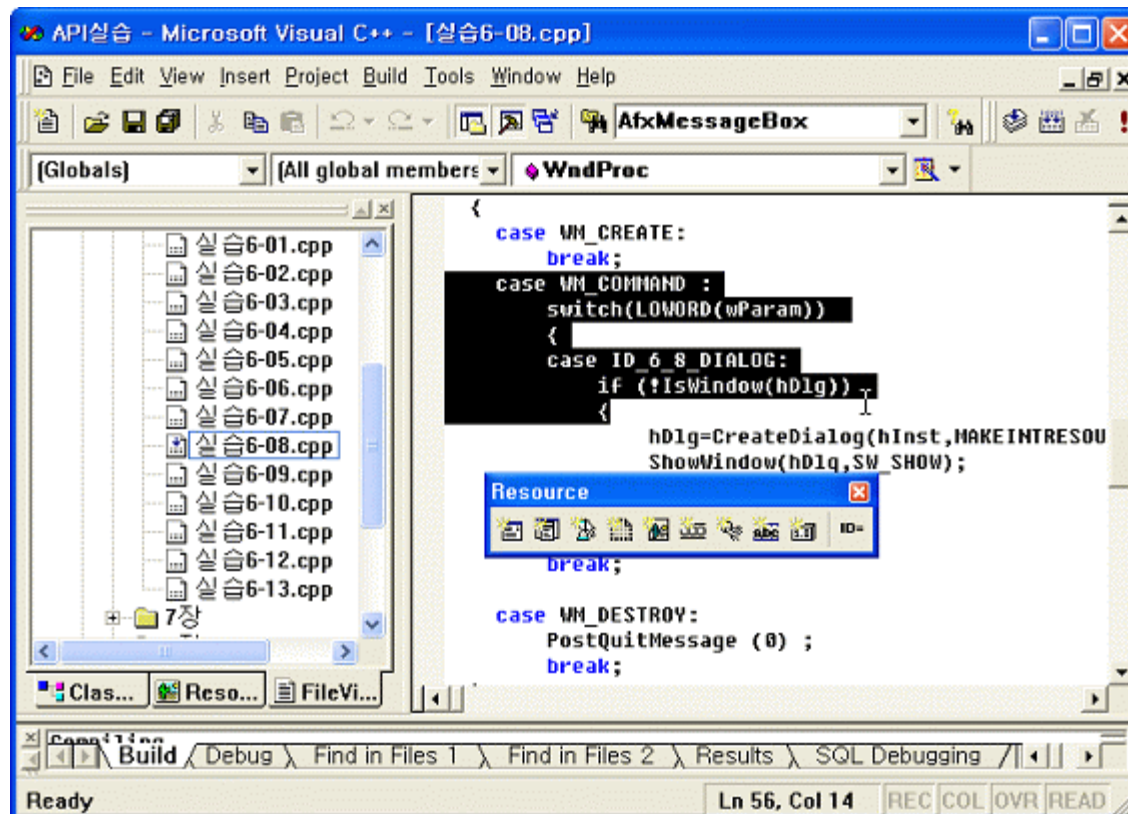 API실습 - Microsoft Visual C++ - [실습6-08.cpp]
File Edit View Insert Project Build Tools Window Help
AfxMessageBox
(Globals) (All global members WndProc
실습6-01.cpp
실습6-02.cpp
실습6-03.cpp
실습6-04.cpp
실습6-05.cpp
실습6-06.cpp
실습6-07.cpp
실습6-08.cpp
실습6-09.cpp
실습6-10.cpp
실습6-11.cpp
실습6-12.cpp
실습6-13.cpp
7장
Clas... Reso... FileVi...
{
case WM_CREATE:
break;
case WM_COMMAND :
switch(LOWORD(wParam))
{
case ID_6_8_DIALOG:
if (!IsWindow(hDlg))
{
hDlg=CreateDialog(hInst,MAKEINTRESOU
ShowWindow(hDlg,SW_SHOW);
Resource
ID=
break;
case WM_DESTROY:
PostQuitMessage (0) ;
break;
Compiling
Build Debug Find in Files 1 Find in Files 2 Results SQL Debugging
Ready Ln 56, Col 14 REC COL OVR READ